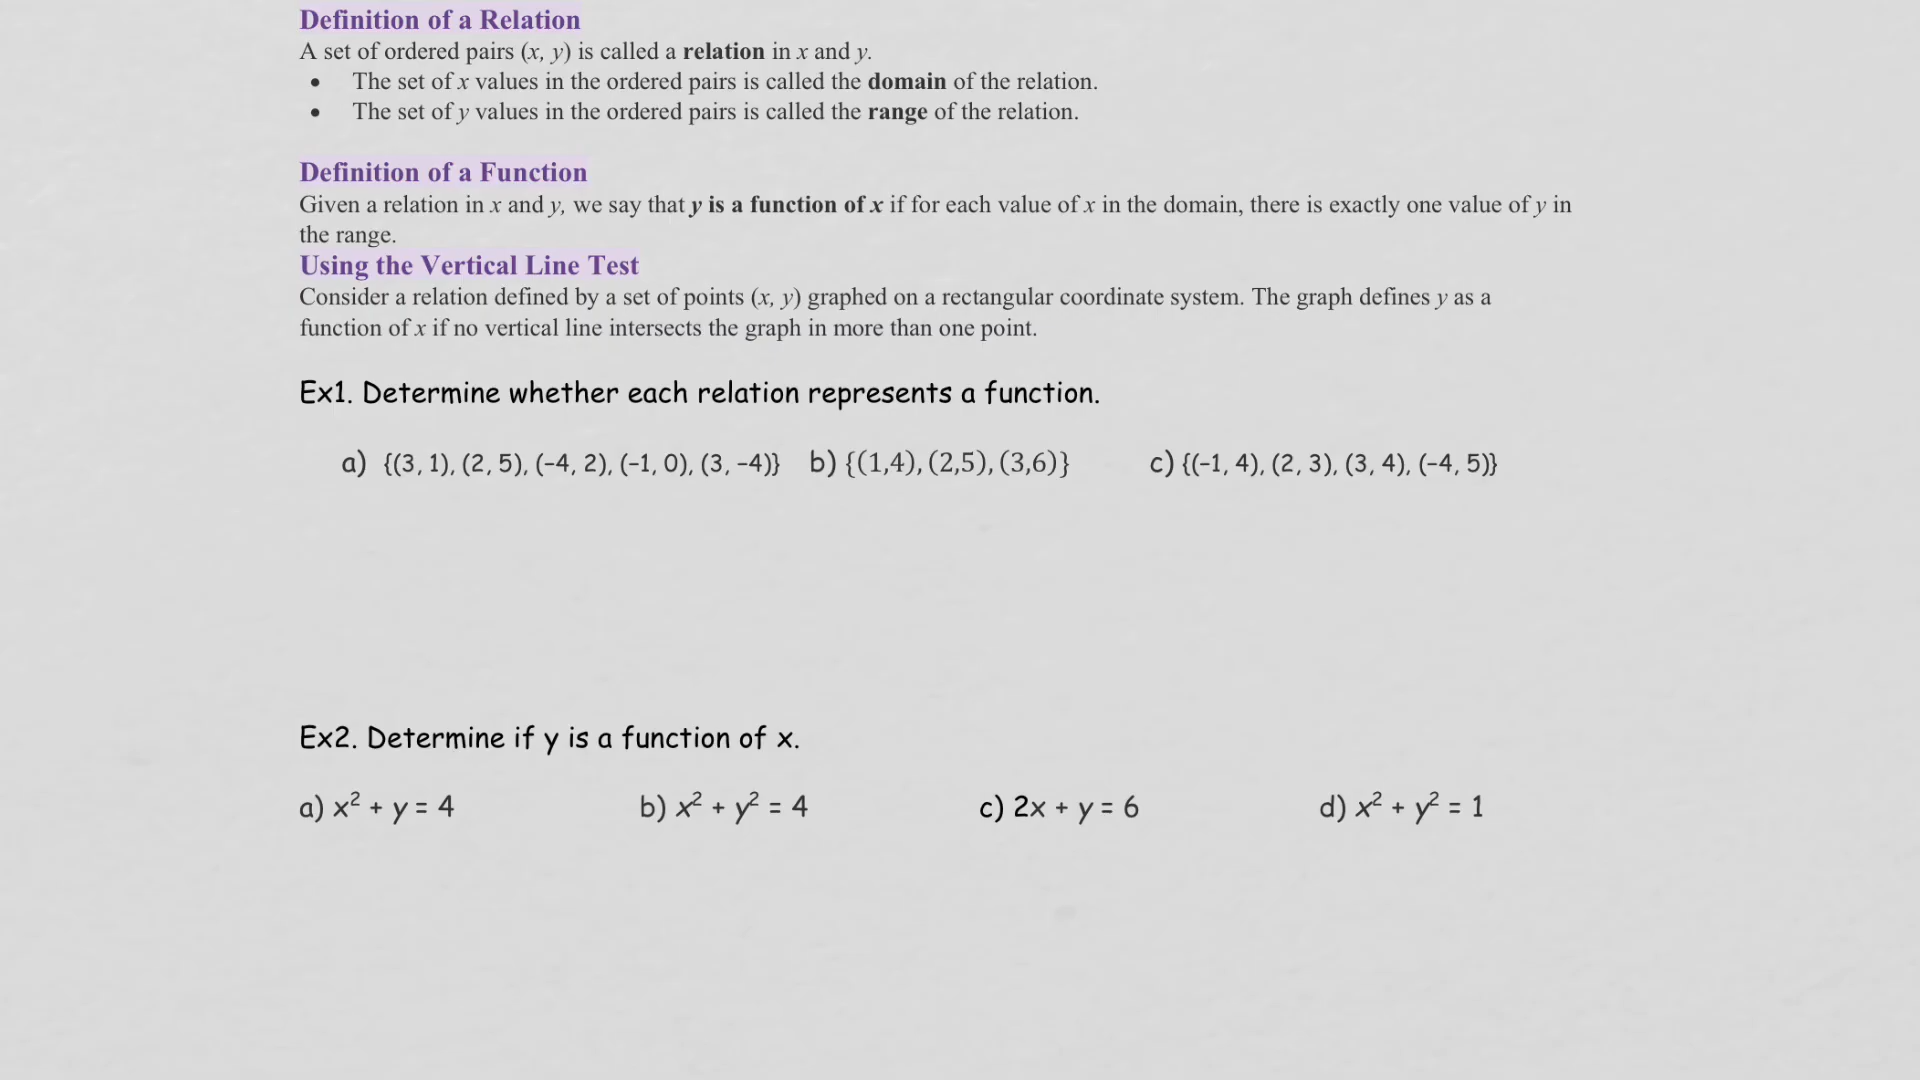 Definition of a Relation
A set of ordered pairs (x, y) is called a relation in x and y.
• The set of x values in the ordered pairs is called the domain of the relation.
• The set of y values in the ordered pairs is called the range of the relation.
Definition of a Function
Given a relation in x and y, we say that y is a function of x if for each value of x in the domain, there is exactly one value of y in
the range.
Using the Vertical Line Test
Consider a relation defined by a set of points (x, y) graphed on a rectangular coordinate system. The graph defines y as a
function of x if no vertical line intersects the graph in more than one point.
Ex1. Determine whether each relation represents a function.
a) {(3, 1), (2, 5), (–4, 2), (–1, 0), (3, –4)} b) {(1,4), (2,5), (3,6)} c) {(–1, 4), (2, 3), (3, 4), (–4, 5)}
Ex2. Determine if y is a function of x.
a) x² + y = 4 b) x² + y² = 4 c) 2x + y = 6 d) x² + y² = 1